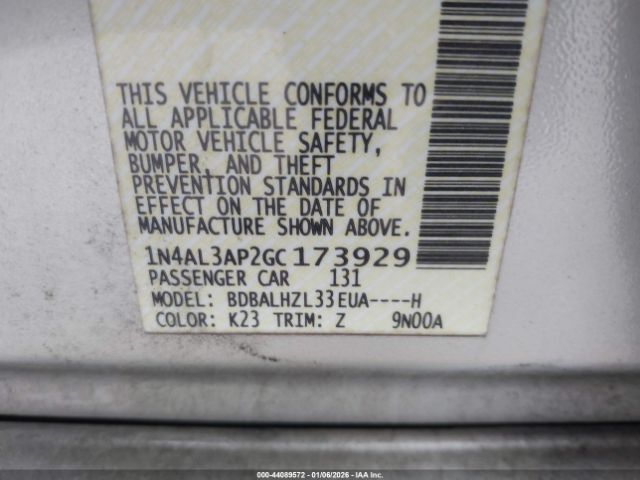 THIS VEHICLE CONFORMS TO
ALL APPLICABLE FEDERAL
MOTOR VEHICLE SAFETY,
BUMPER, AND THEFT
PREVENTION STANDARDS IN
EFFECT ON THE DATE OF
MANUFACTURE SHOWN ABOVE.
1N4AL3AP2GC173929
PASSENGER CAR 131
MODEL: BDBALHZL33EUA----H
COLOR: K23 TRIM: Z 9N00A
000-44089572 | 01/06/2026 | IAA Inc.